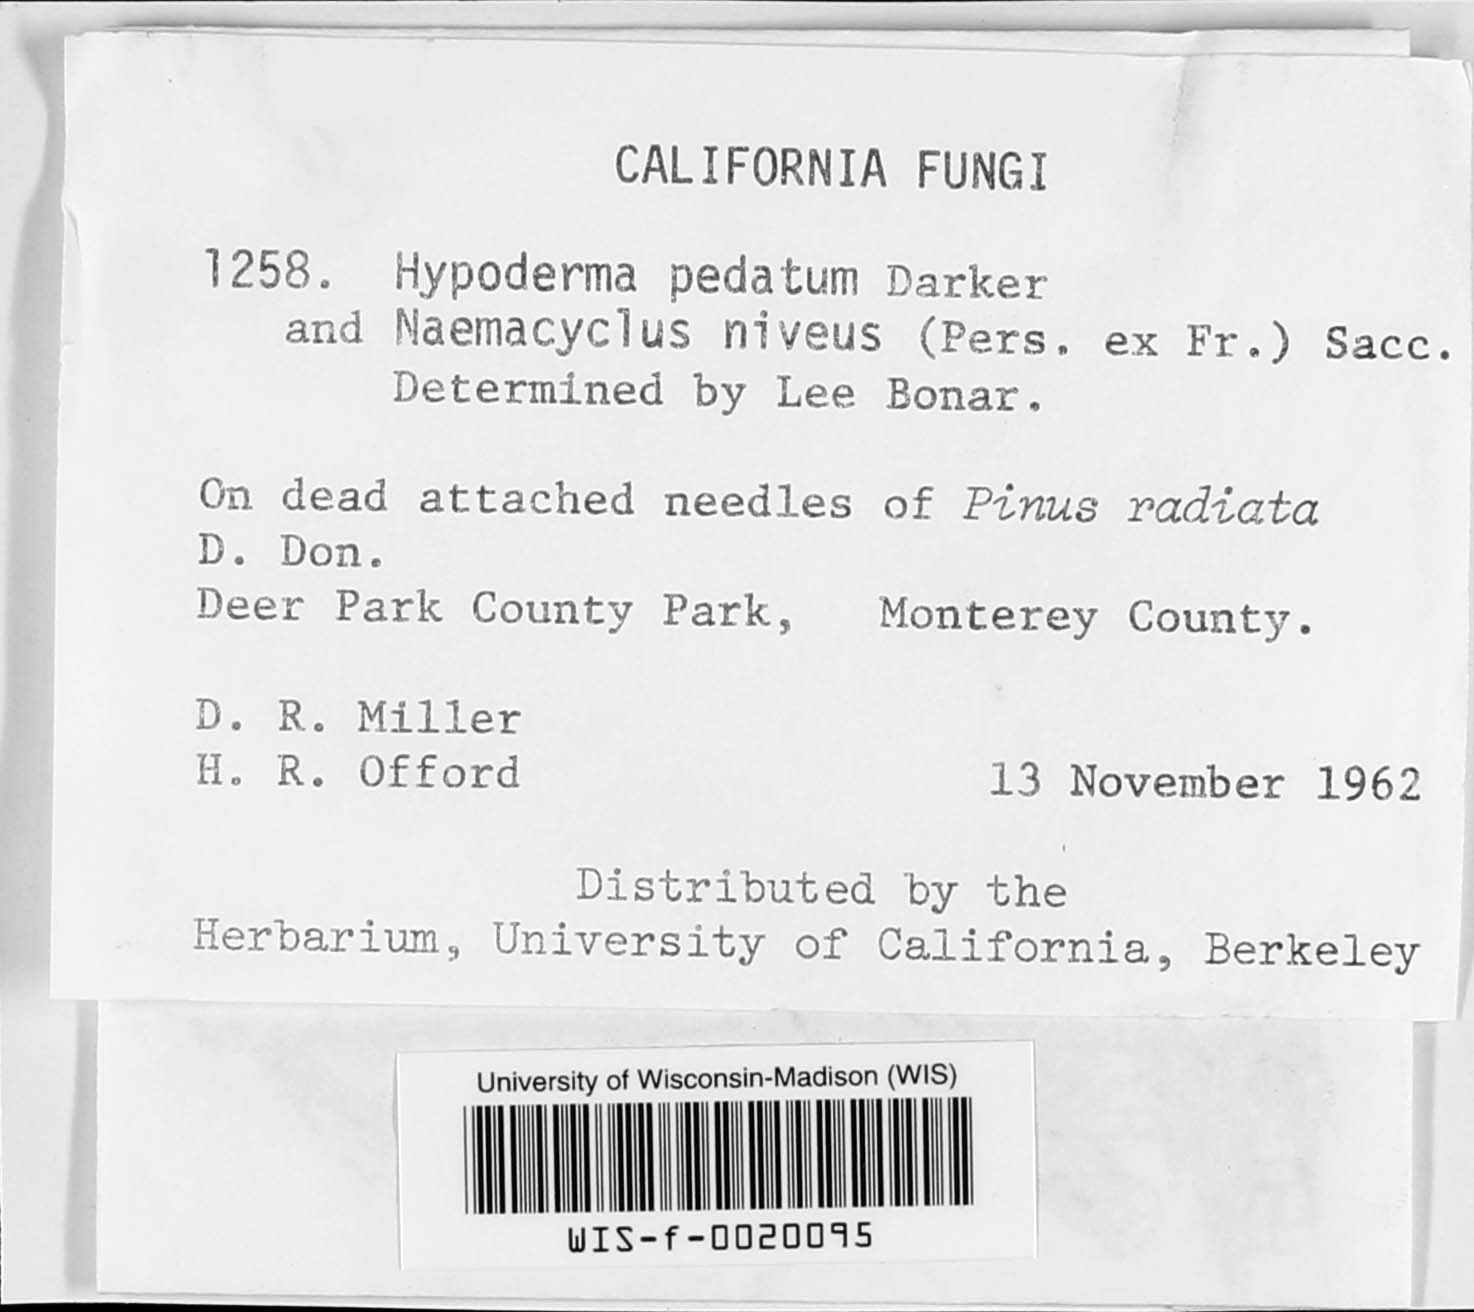 CALIFORNIA FUNGI
1258. Hypoderma pedatum Darker
and Naemacyclus niveus (Pers. ex Fr.) Sacc.
Determined by Lee Bonar.
On dead attached needles of Pinus radiata
D. Don.
Deer Park County Park, Monterey County.
D. R. Miller
H. R. Offord
13 November 1962
Distributed by the
Herbarium, University of California, Berkeley
University of Wisconsin-Madison (WIS)
WIS-f-0020095